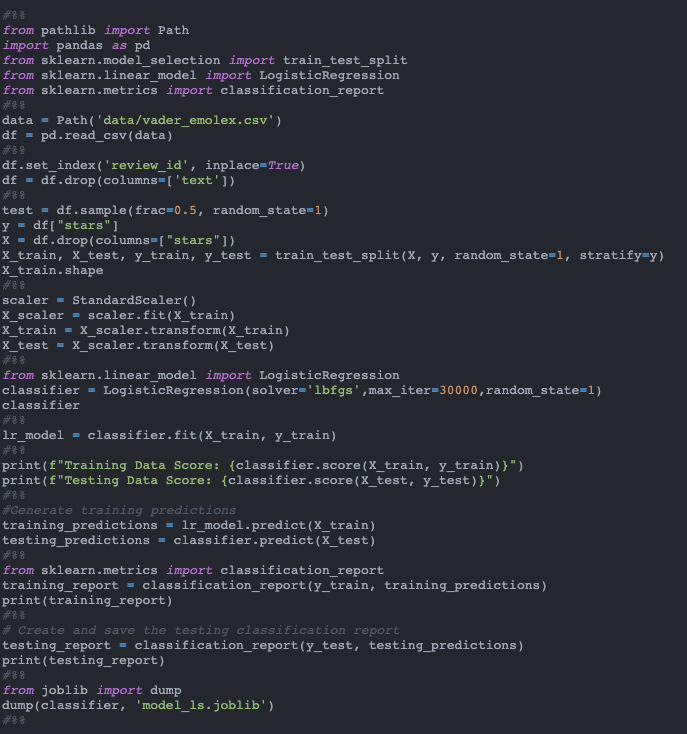 #%%
from pathlib import Path
import pandas as pd
from sklearn.model_selection import train_test_split
from sklearn.linear_model import LogisticRegression
from sklearn.metrics import classification_report
#%%
data = Path('data/vader_emolex.csv')
df = pd.read_csv(data)
#%%
df.set_index('review_id', inplace=True)
df = df.drop(columns=['text'])
#%%
test = df.sample(frac=0.5, random_state=1)
y = df["stars"]
X = df.drop(columns=["stars"])
X_train, X_test, y_train, y_test = train_test_split(X, y, random_state=1, stratify=y)
X_train.shape
#%%
scaler = StandardScaler()
X_scaler = scaler.fit(X_train)
X_train = X_scaler.transform(X_train)
X_test = X_scaler.transform(X_test)
#%%
from sklearn.linear_model import LogisticRegression
classifier = LogisticRegression(solver='lbfgs',max_iter=30000,random_state=1)
classifier
#%%
lr_model = classifier.fit(X_train, y_train)
#%%
print(f"Training Data Score: {classifier.score(X_train, y_train)}")
print(f"Testing Data Score: {classifier.score(X_test, y_test)}")
#%%
#Generate training predictions
training_predictions = lr_model.predict(X_train)
testing_predictions = classifier.predict(X_test)
#%%
from sklearn.metrics import classification_report
training_report = classification_report(y_train, training_predictions)
print(training_report)
#%%
# Create and save the testing classification report
testing_report = classification_report(y_test, testing_predictions)
print(testing_report)
#%%
from joblib import dump
dump(classifier, 'model_ls.joblib')
#%%